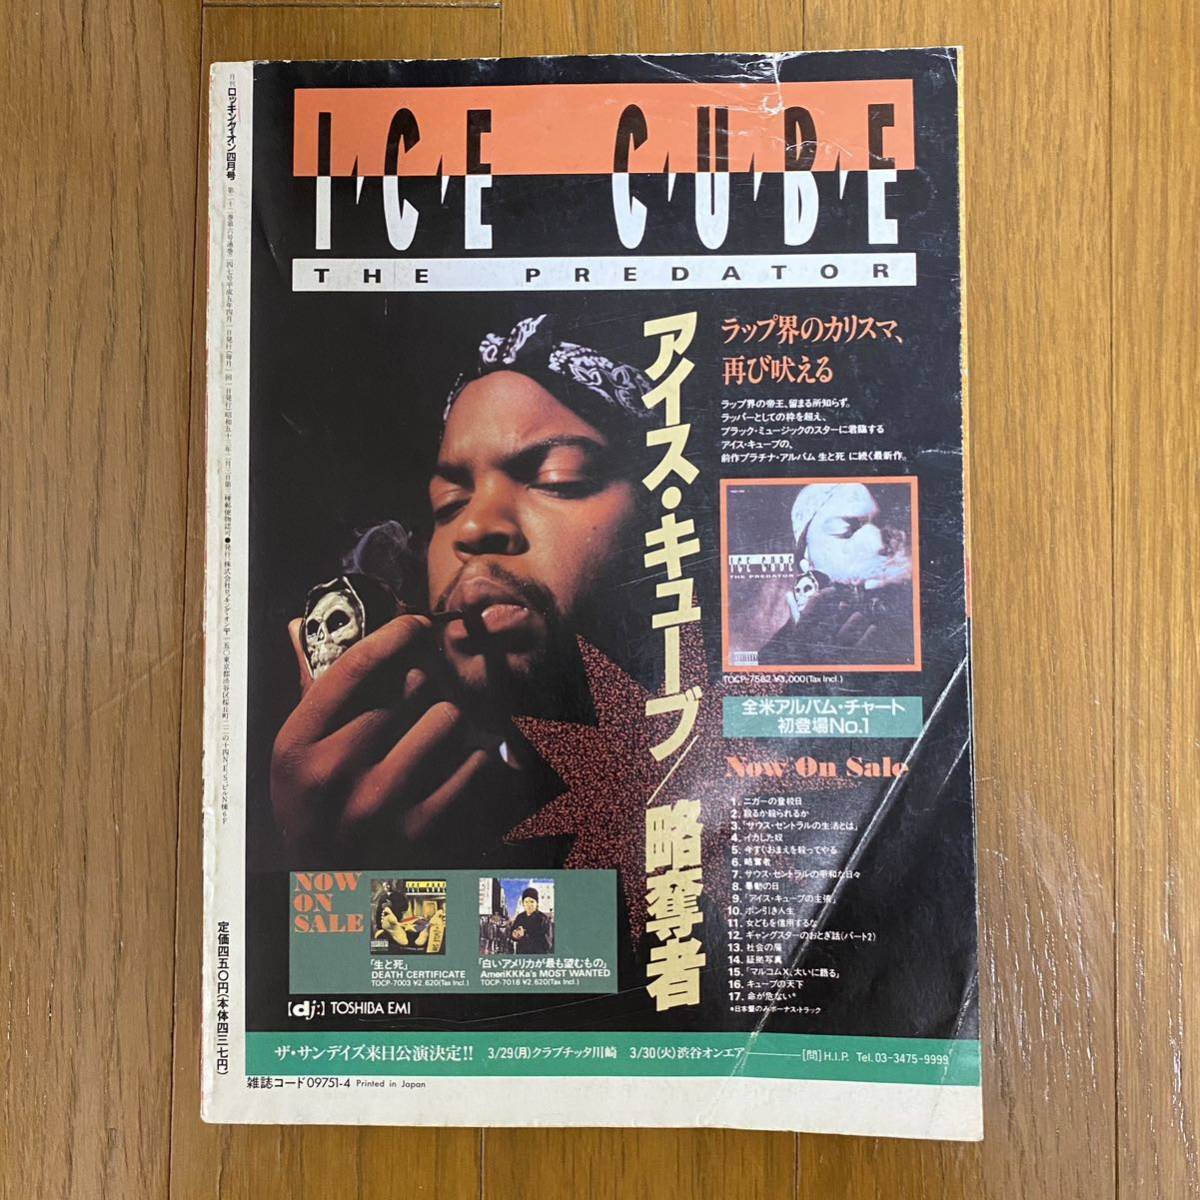 月刊ロッキング・オン四月号
I・C・E C・U・B・E
THE PREDATOR
アイス・キューブ/略奪者
ラップ界のカリスマ、
再び吠える
ラップ界の帝王、留まる所知らず。
ラッパーとしての枠を超え、
ブラック・ミュージックのスターに君臨する
アイス・キューブの、
前作プラチナ・アルバム 生と死 に続く最新作。
ICE CUBE
THE PREDATOR
TOCP-7582 ¥3,000(Tax Incl.)
全米アルバム・チャート
初登場No.1
Now On Sale
1. ニガーの登校日
2. 殺るか殺られるか
3. 「サウス・セントラルの生活とは」
4. イカした奴
5. 今すぐおまえを殺ってやる
6. 略奪者
7. サウス・セントラルの平和な日々
8. 暴動の日
9. 「アイス・キューブの主張」
10. ポン引き人生
11. 女どもを信用するな
12. ギャングスターのおとぎ話(パート2)
13. 社会の屑
14. 証拠写真
15. 「マルコムX、大いに語る」
16. キューブの天下
17. 命が危ない*
*日本盤のみボーナス・トラック
NOW
ON
SALE
「生と死」
DEATH CERTIFICATE
TOCP-7003 ¥2,620(Tax Incl.)
「白いアメリカが最も望むもの」
AmeriKKKa's MOST WANTED
TOCP-7018 ¥2,620(Tax Incl.)
[dj:] TOSHIBA EMI
ザ・サンデイズ来日公演決定!! 3/29(月)クラブチッタ川崎 3/30(火)渋谷オンエア [問]H.I.P. Tel. 03-3475-9999
定価四五〇円(本体四三七円)
雑誌コード09751-4 Printed in Japan